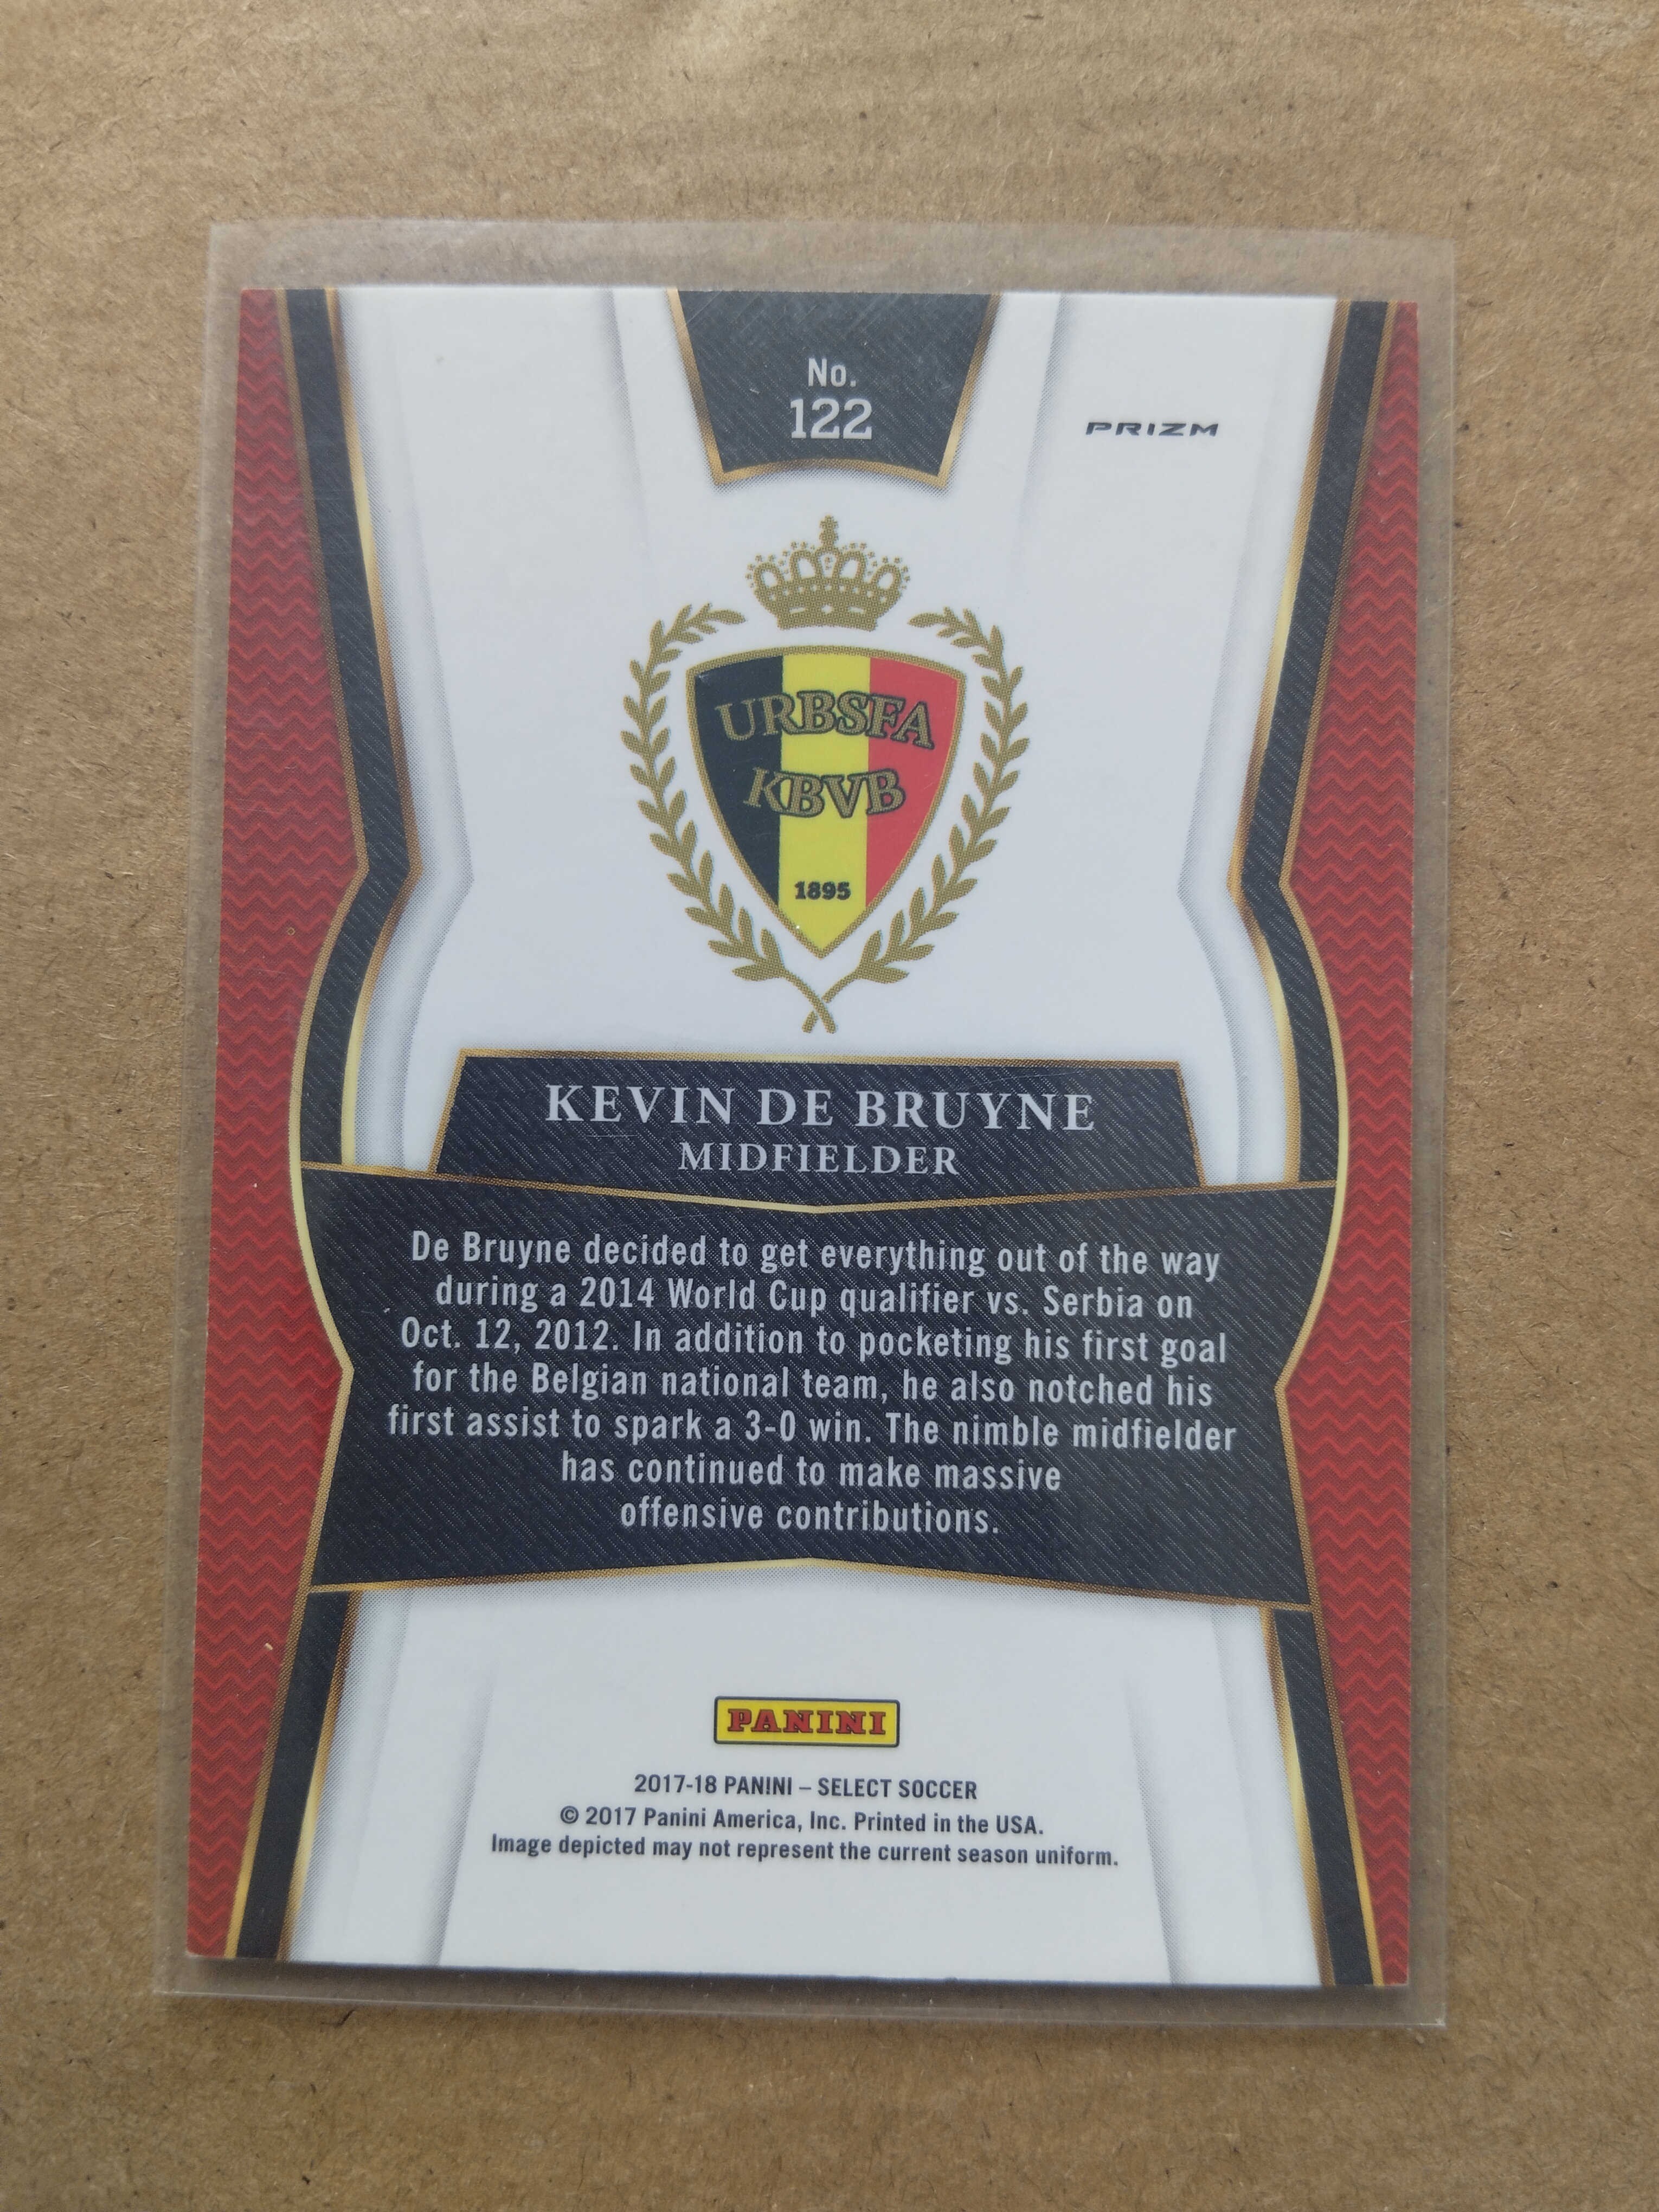 No.
122
PRIZM
URBSFA
KBVB
1895
KEVIN DE BRUYNE
MIDFIELDER
De Bruyne decided to get everything out of the way
during a 2014 World Cup qualifier vs. Serbia on
Oct. 12, 2012. In addition to pocketing his first goal
for the Belgian national team, he also notched his
first assist to spark a 3-0 win. The nimble midfielder
has continued to make massive
offensive contributions.
PANINI
2017-18 PANINI – SELECT SOCCER
© 2017 Panini America, Inc. Printed in the USA.
Image depicted may not represent the current season uniform.